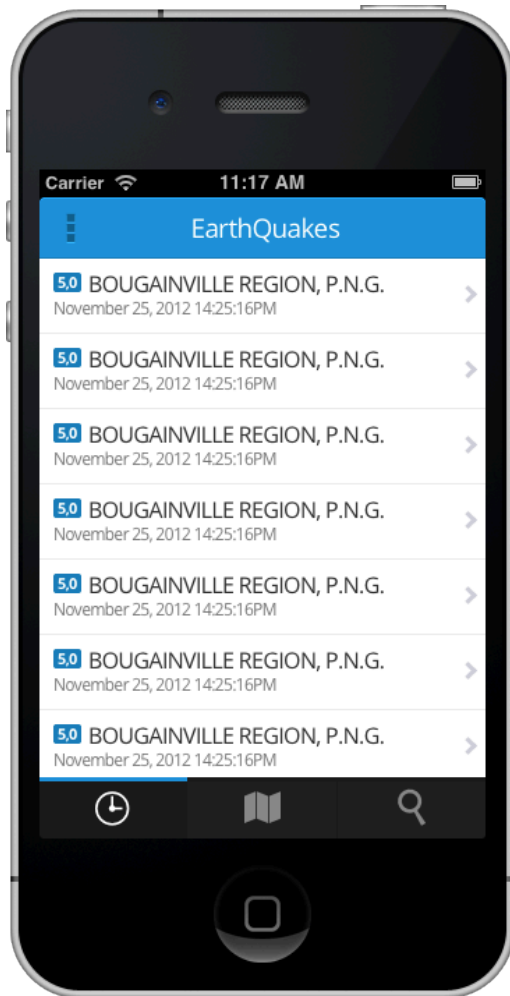 Carrier 11:17 AM
EarthQuakes
5,0 BOUGAINVILLE REGION, P.N.G.
November 25, 2012 14:25:16PM
5,0 BOUGAINVILLE REGION, P.N.G.
November 25, 2012 14:25:16PM
5,0 BOUGAINVILLE REGION, P.N.G.
November 25, 2012 14:25:16PM
5,0 BOUGAINVILLE REGION, P.N.G.
November 25, 2012 14:25:16PM
5,0 BOUGAINVILLE REGION, P.N.G.
November 25, 2012 14:25:16PM
5,0 BOUGAINVILLE REGION, P.N.G.
November 25, 2012 14:25:16PM
5,0 BOUGAINVILLE REGION, P.N.G.
November 25, 2012 14:25:16PM